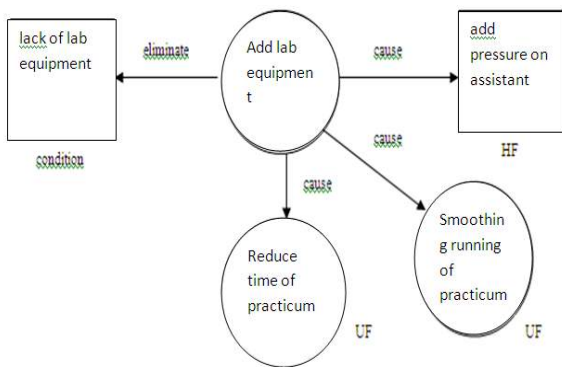 lack of lab
equipment
eliminate
Add lab
equipmen
t
cause
add
pressure on
assistant
condition
cause
HF
cause
Reduce
time of
practicum
UF
Smoothin
g running
of
practicum
UF